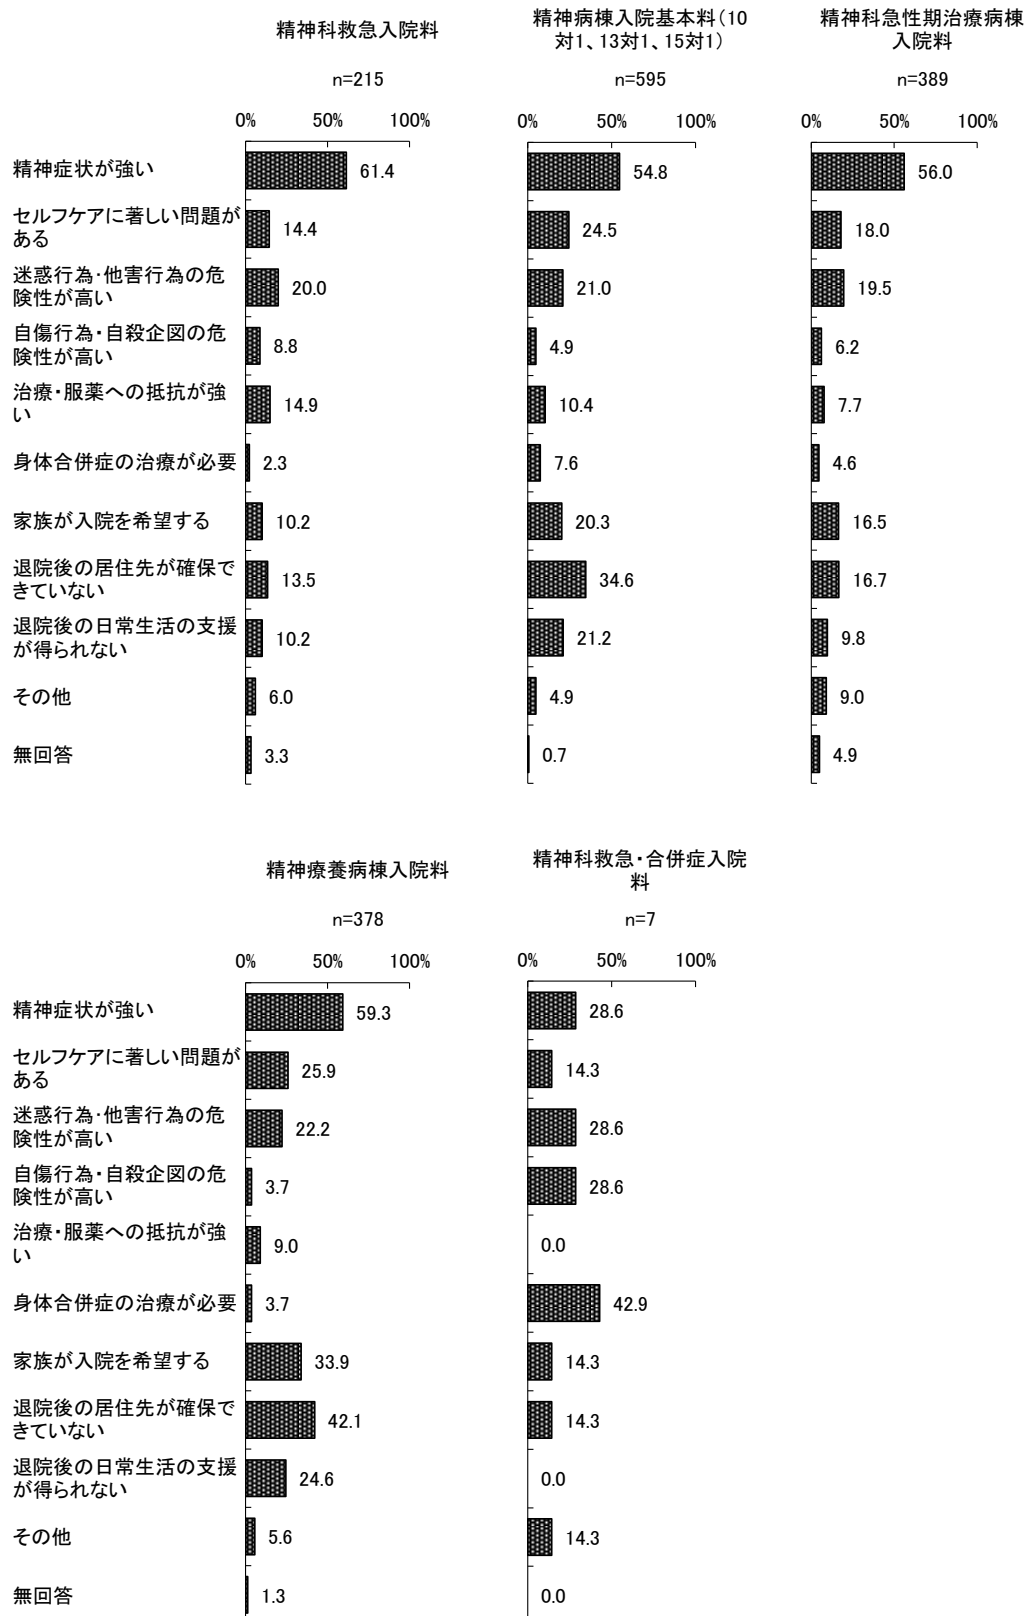 精神科救急入院料
精神病棟入院基本料(10
対1、13対1、15対1)
精神科急性期治療病棟
入院料
n=215
n=595
n=389
0% 50% 100%
0% 50% 100%
0% 50% 100%
精神症状が強い 61.4 54.8 56.0
セルフケアに著しい問題が
ある 14.4 24.5 18.0
迷惑行為・他害行為の危
険性が高い 20.0 21.0 19.5
自傷行為・自殺企図の危
険性が高い 8.8 4.9 6.2
治療・服薬への抵抗が強
い 14.9 10.4 7.7
身体合併症の治療が必要 2.3 7.6 4.6
家族が入院を希望する 10.2 20.3 16.5
退院後の居住先が確保で
きていない 13.5 34.6 16.7
退院後の日常生活の支援
が得られない 10.2 21.2 9.8
その他 6.0 4.9 9.0
無回答 3.3 0.7 4.9
精神療養病棟入院料
精神科救急・合併症入院
料
n=378
n=7
0% 50% 100%
0% 50% 100%
精神症状が強い 59.3 28.6
セルフケアに著しい問題が
ある 25.9 14.3
迷惑行為・他害行為の危
険性が高い 22.2 28.6
自傷行為・自殺企図の危
険性が高い 3.7 28.6
治療・服薬への抵抗が強
い 9.0 0.0
身体合併症の治療が必要 3.7 42.9
家族が入院を希望する 33.9 14.3
退院後の居住先が確保で
きていない 42.1 14.3
退院後の日常生活の支援
が得られない 24.6 0.0
その他 5.6 14.3
無回答 1.3 0.0